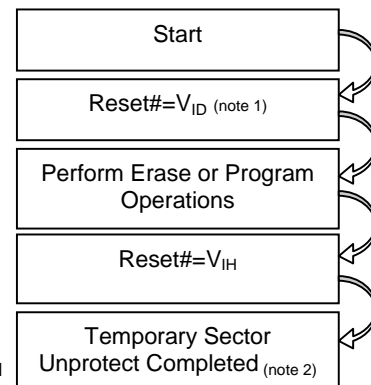 Start
Reset#=VID (note 1)
Perform Erase or Program
Operations
Reset#=VIH
Temporary Sector
Unprotect Completed (note 2)